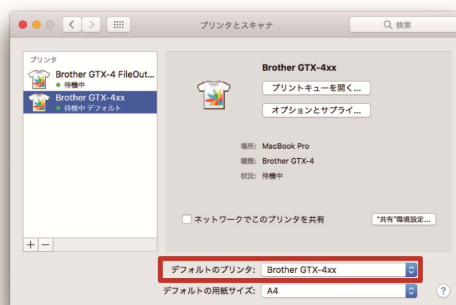 プリンタとスキャナ
検索
プリンタ
Brother GTX-4 FileOut...
待機中
Brother GTX-4xx
待機中 デフォルト
Brother GTX-4xx
プリントキューを開く...
オプションとサプライ...
場所: MacBook Pro
種類: Brother GTX-4
状況: 待機中
ネットワークでこのプリンタを共有
"共有"環境設定...
+ −
デフォルトのプリンタ: Brother GTX-4xx
デフォルトの用紙サイズ: A4
?